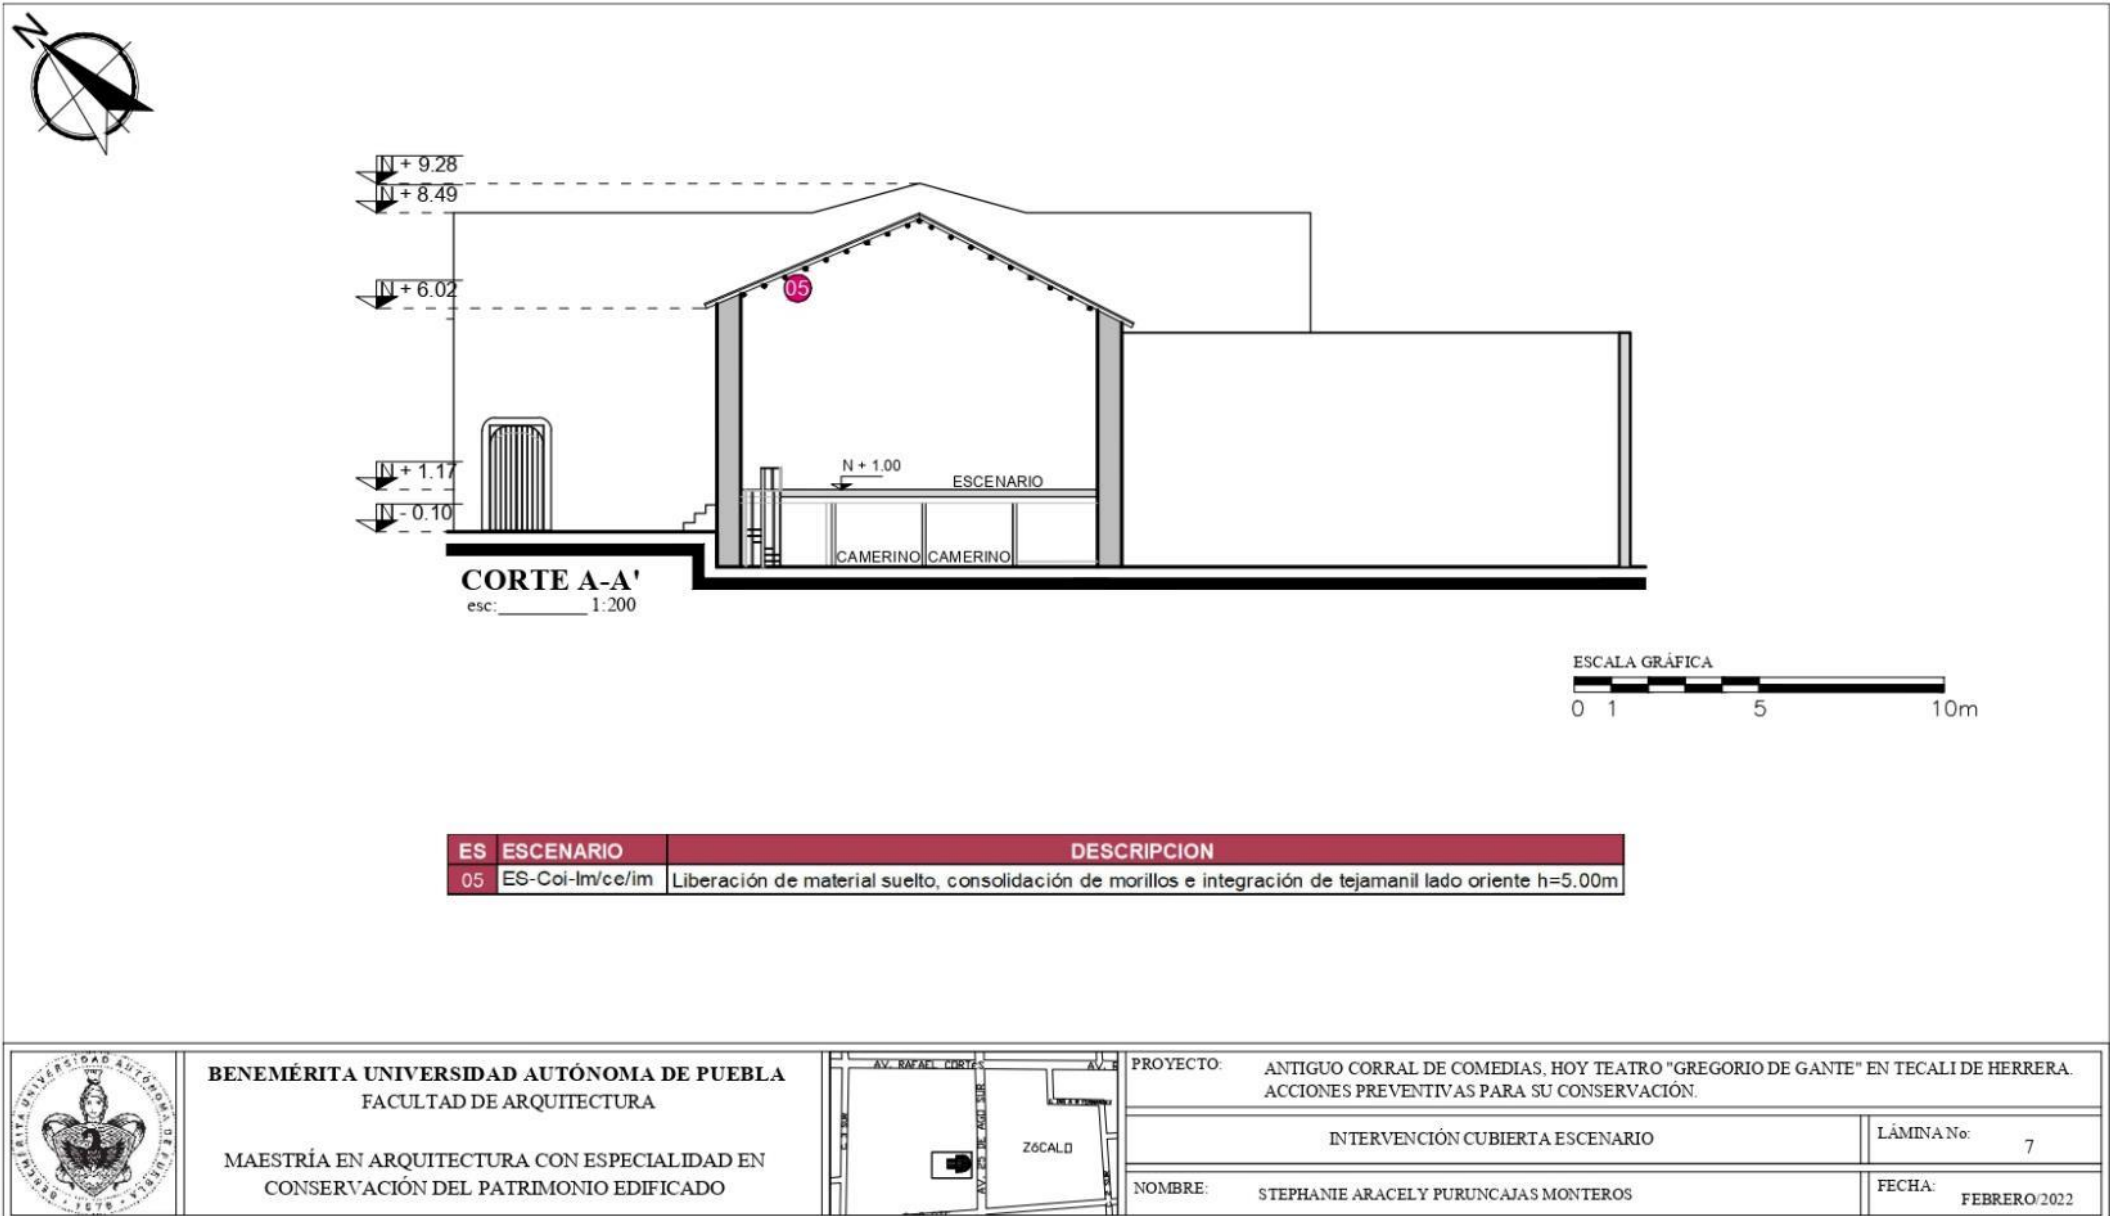 N
N + 9.28
N + 8.49
N + 6.02
05
N + 1.17
N + 1.00
ESCENARIO
N - 0.10
CAMERINO CAMERINO
CORTE A-A'
esc:__________ 1:200
ESCALA GRÁFICA
0 1 5 10m
ES ESCENARIO DESCRIPCION
05 ES-Coi-lm/ce/im Liberación de material suelto, consolidación de morillos e integración de tejamanil lado oriente h=5.00m
BENEMÉRITA UNIVERSIDAD AUTÓNOMA DE PUEBLA
FACULTAD DE ARQUITECTURA
MAESTRÍA EN ARQUITECTURA CON ESPECIALIDAD EN
CONSERVACIÓN DEL PATRIMONIO EDIFICADO
AV. RAFAEL CORTES
ZóCALO
PROYECTO: ANTIGUO CORRAL DE COMEDIAS, HOY TEATRO "GREGORIO DE GANTE" EN TECALI DE HERRERA.
ACCIONES PREVENTIVAS PARA SU CONSERVACIÓN.
INTERVENCIÓN CUBIERTA ESCENARIO
LÁMINA No: 7
NOMBRE: STEPHANIE ARACELY PURUNCAJAS MONTEROS
FECHA: FEBRERO/2022